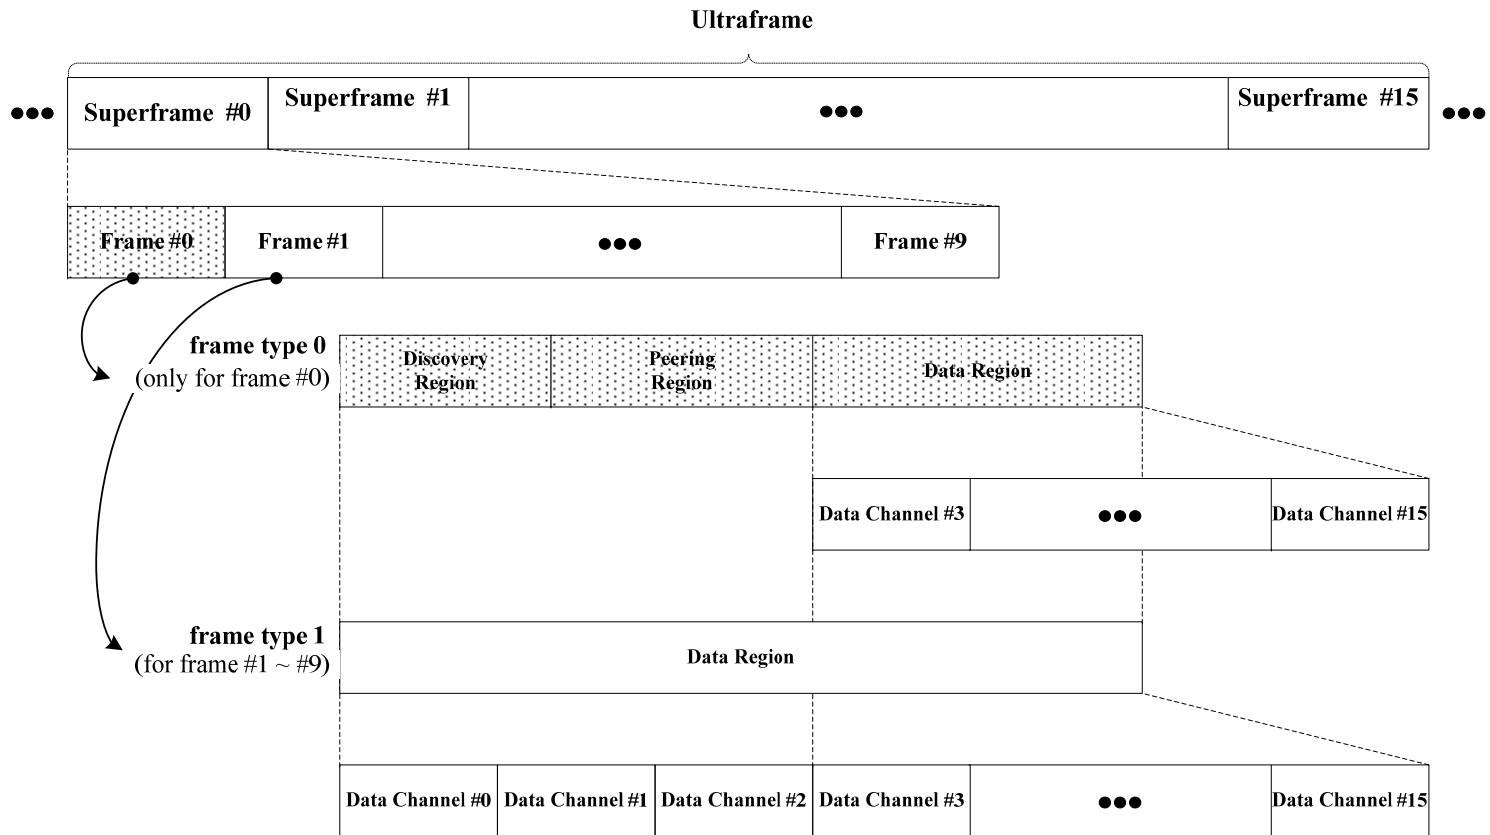 Ultraframe
Superframe #0
Superframe #1
Superframe #15
Frame #0
Frame #1
Frame #9
frame type 0
(only for frame #0)
Discovery
Region
Peering
Region
Data Region
Data Channel #3
Data Channel #15
frame type 1
(for frame #1 ~ #9)
Data Region
Data Channel #0
Data Channel #1
Data Channel #2
Data Channel #3
Data Channel #15